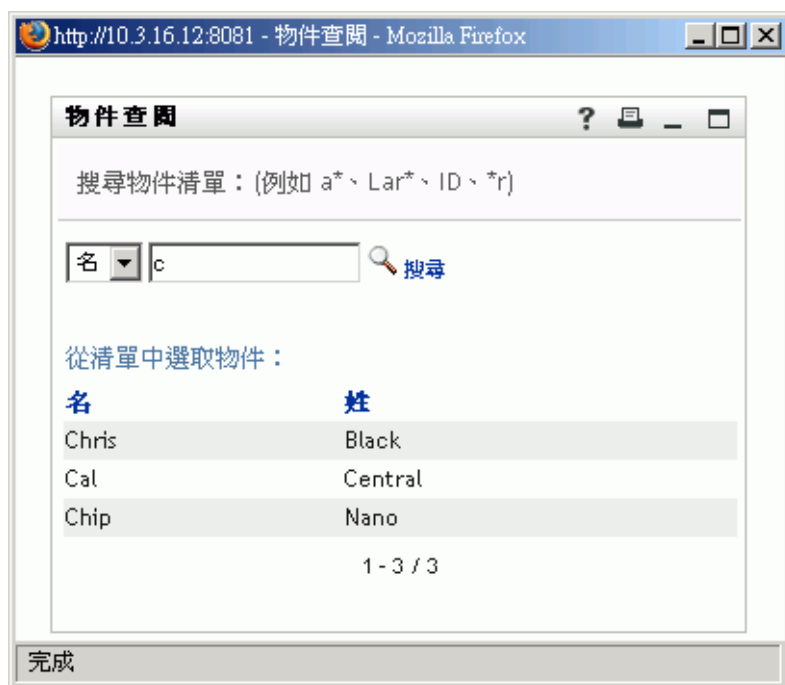 http://10.3.16.12:8081 - 物件查閱 - Mozilla Firefox
物件查閱
搜尋物件清單：(例如 a*、Lar*、ID、*r)
名 c 搜尋
從清單中選取物件：
名 姓
Chris Black
Cal Central
Chip Nano
1 - 3 / 3
完成